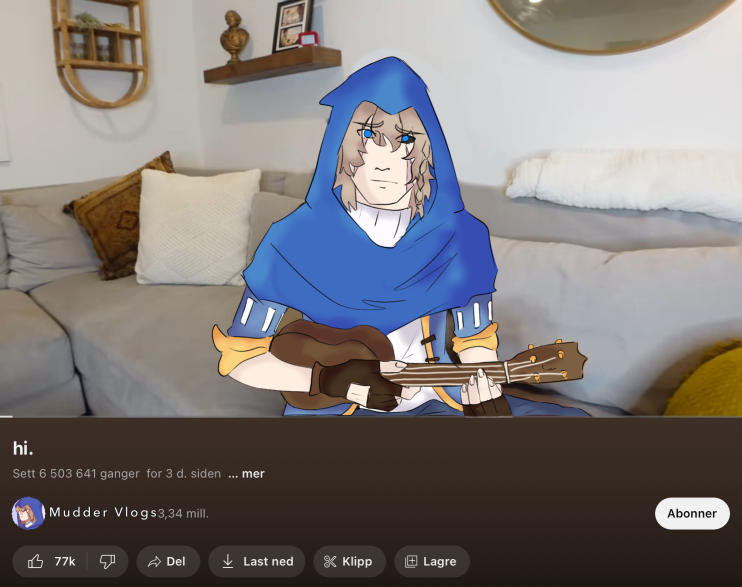 hi.
Sett 6 503 641 ganger for 3 d. siden ... mer
Mudder Vlogs 3,34 mill. Abonner
77k Del Last ned Klipp Lagre